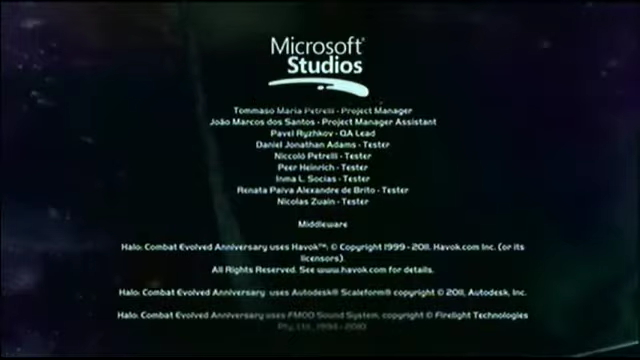 Microsoft®
Studios
Tommaso Maria Petrelli - Project Manager
João Marcos dos Santos - Project Manager Assistant
Pavel Ryzhkov - QA Lead
Daniel Jonathan Adams - Tester
Niccolò Petrelli - Tester
Peer Heinrich - Tester
Inma L. Socias - Tester
Renata Paiva Alexandre de Brito - Tester
Nicolas Zuain - Tester
Middleware
Halo: Combat Evolved Anniversary uses Havok™; © Copyright 1999 - 2011. Havok.com Inc. (or its
licensors).
All Rights Reserved. See www.havok.com for details.
Halo: Combat Evolved Anniversary uses Autodesk® Scaleform® copyright © 2011, Autodesk, Inc.
Halo: Combat Evolved Anniversary uses FMOD Sound System, copyright © Firelight Technologies
Pty, Ltd., 1994 - 2010